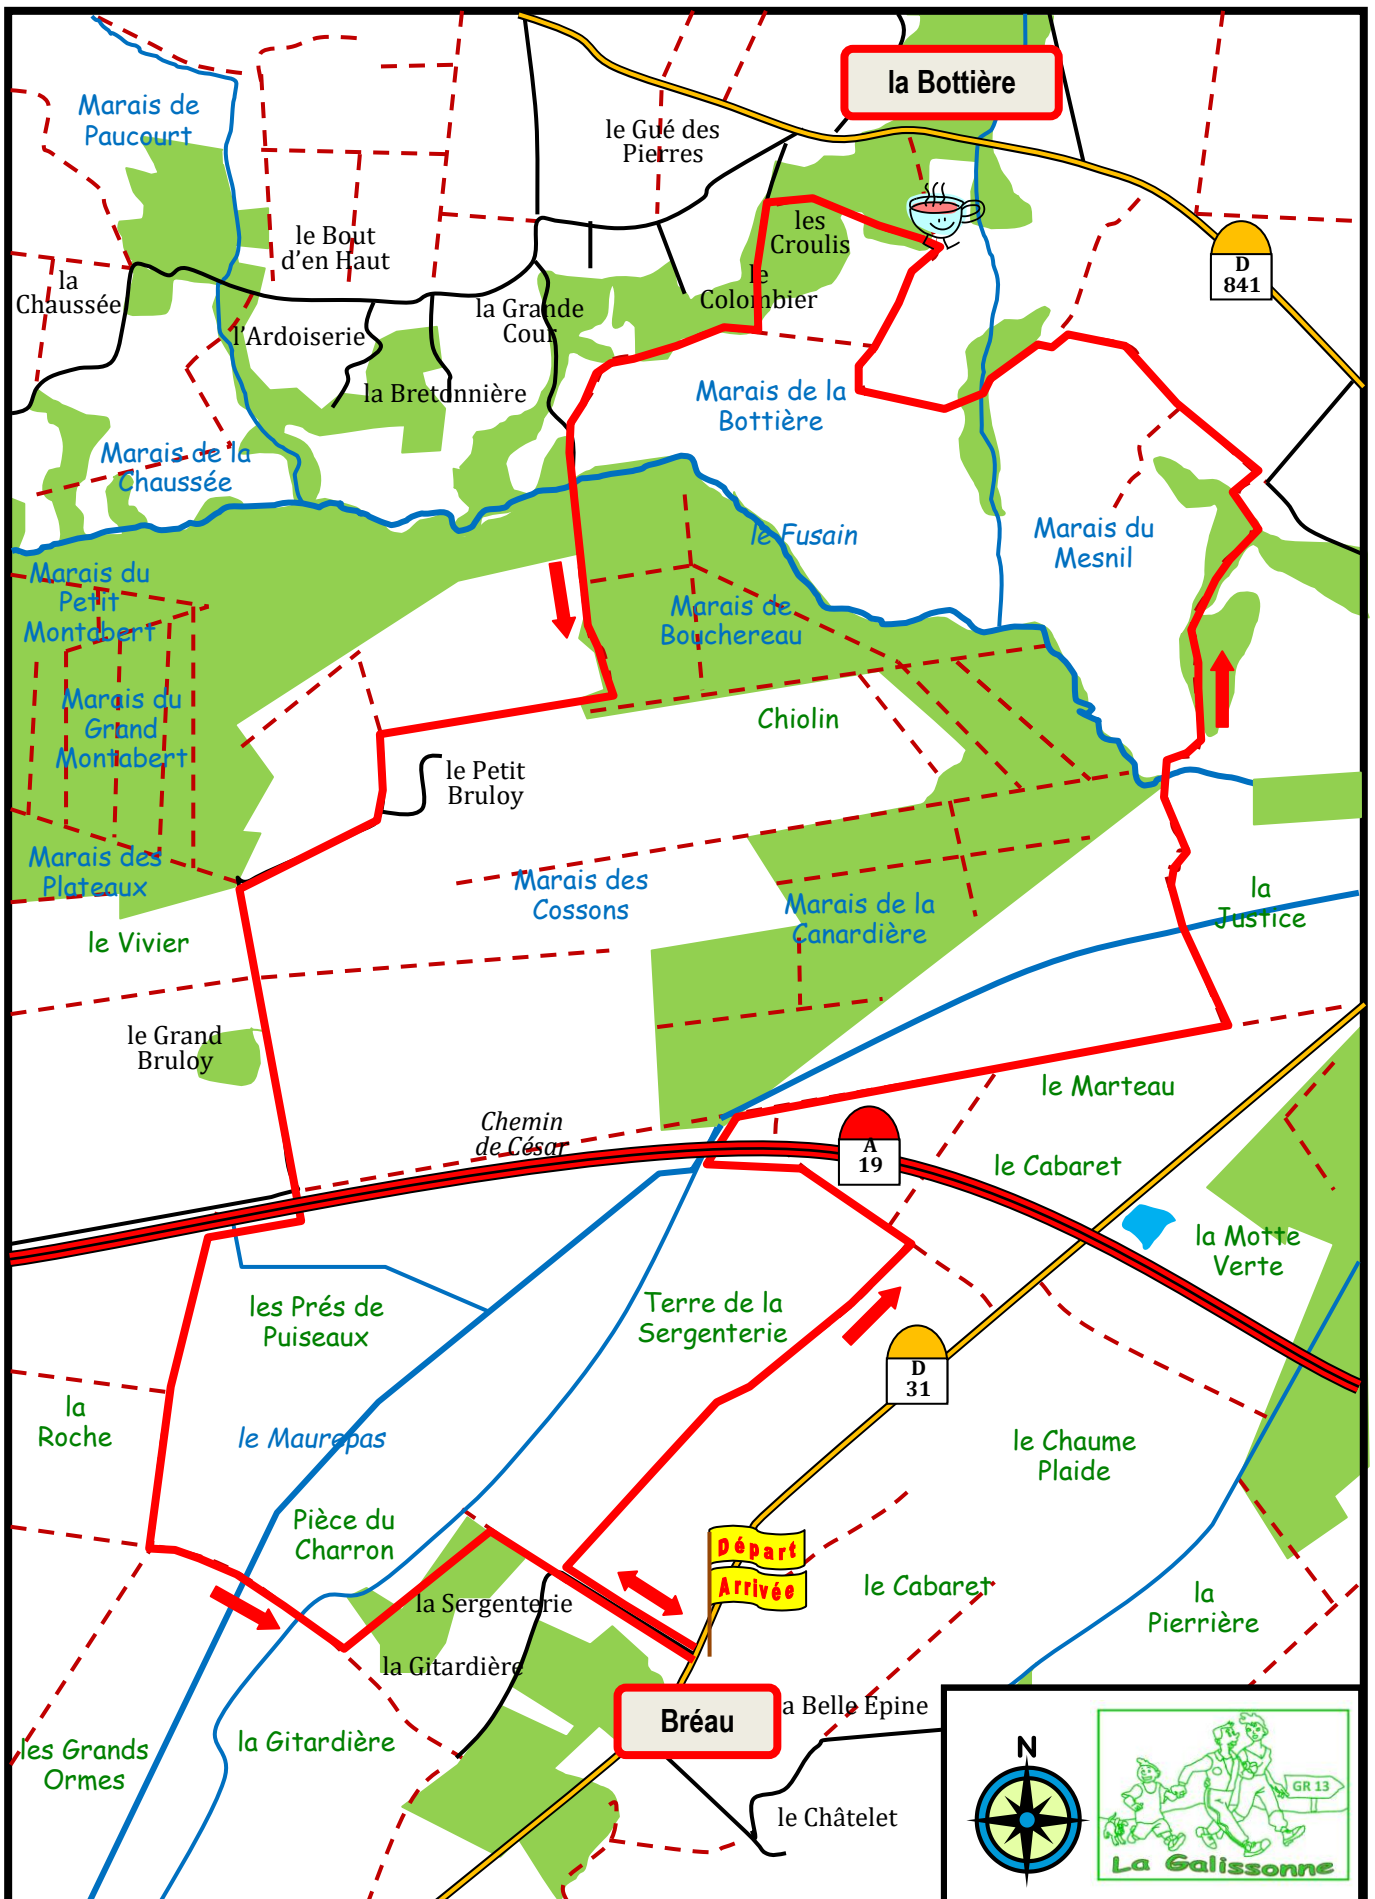 la Bottière
Marais de
Paucourt
le Gué des
Pierres
le Bout
d'en Haut
les
Croulis
D
841
la
Chaussée
le
Colombier
la Grande
Cour
l'Ardoiserie
la Bretonnière
Marais de la
Bottière
Marais de la
Chaussée
le Fusain
Marais du
Mesnil
Marais du
Petit
Montabert
Marais de
Bouchereau
Marais du
Grand
Montabert
Chiolin
le Petit
Bruloy
Marais des
Plateaux
Marais des
Cossons
Marais de la
Canardière
la
Justice
le Vivier
le Grand
Bruloy
le Marteau
Chemin
de César
A
19
le Cabaret
la Motte
Verte
les Prés de
Puiseaux
Terre de la
Sergenterie
D
31
la
Roche
le Maurepas
le Chaume
Plaide
Pièce du
Charron
Départ
Arrivée
la Sergenterie
le Cabaret
la
Pierrière
la Gitardière
Bréau
a Belle Epine
la Gitardière
les Grands
Ormes
le Châtelet
N
GR 13
La Galissonne